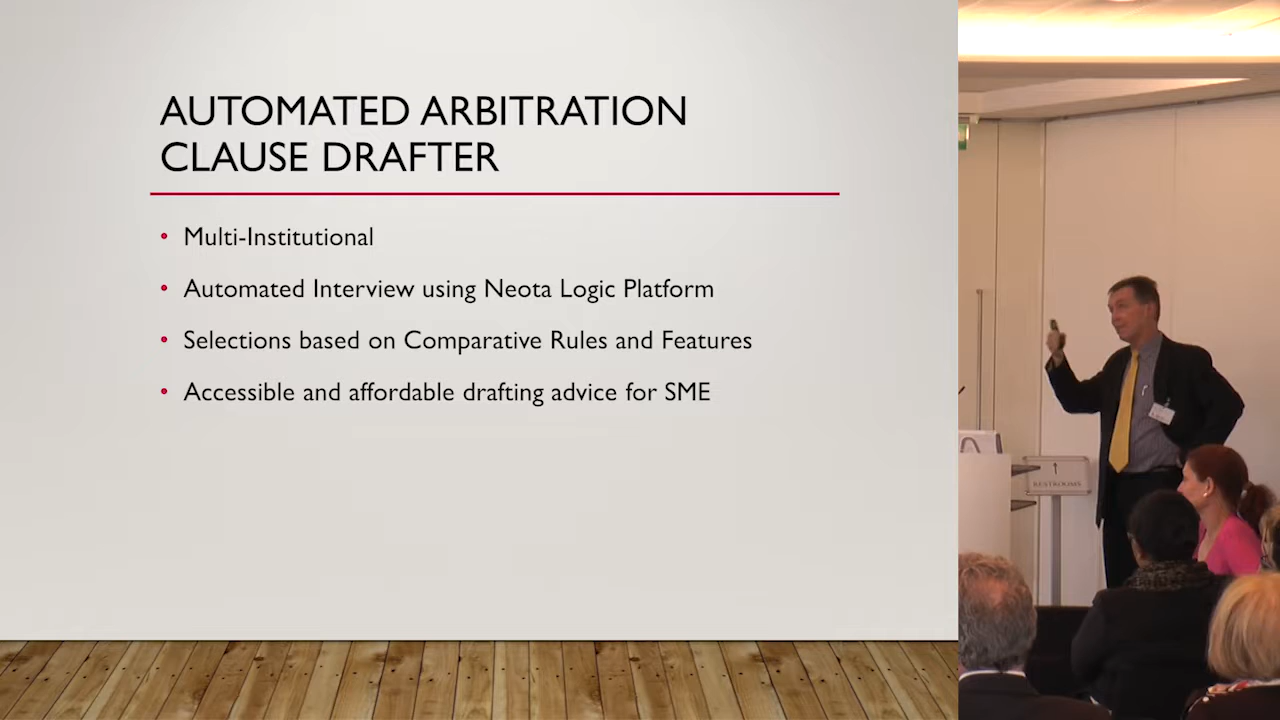 AUTOMATED ARBITRATION
CLAUSE DRAFTER
• Multi-Institutional
• Automated Interview using Neota Logic Platform
• Selections based on Comparative Rules and Features
• Accessible and affordable drafting advice for SME
RESTROOMS